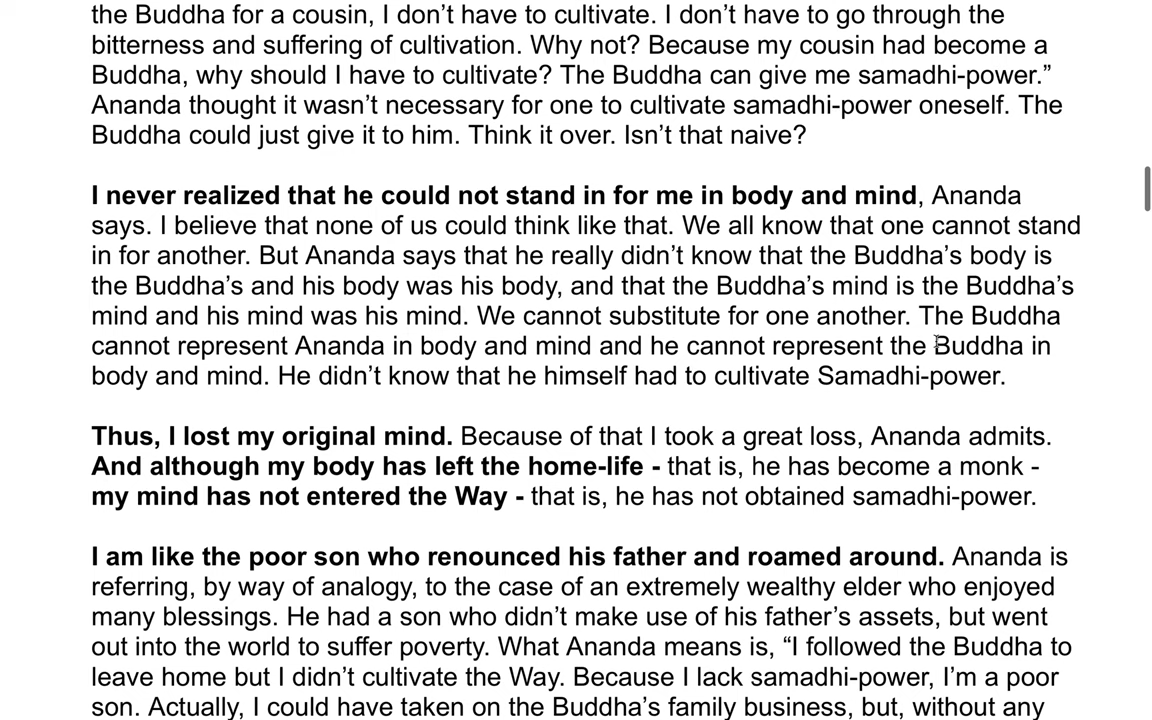 the Buddha for a cousin, I don’t have to cultivate. I don’t have to go through the
bitterness and suffering of cultivation. Why not? Because my cousin had become a
Buddha, why should I have to cultivate? The Buddha can give me samadhi-power.”
Ananda thought it wasn’t necessary for one to cultivate samadhi-power oneself. The
Buddha could just give it to him. Think it over. Isn’t that naive?
I never realized that he could not stand in for me in body and mind, Ananda
says. I believe that none of us could think like that. We all know that one cannot stand
in for another. But Ananda says that he really didn’t know that the Buddha’s body is
the Buddha’s and his body was his body, and that the Buddha’s mind is the Buddha’s
mind and his mind was his mind. We cannot substitute for one another. The Buddha
cannot represent Ananda in body and mind and he cannot represent the Buddha in
body and mind. He didn’t know that he himself had to cultivate Samadhi-power.
Thus, I lost my original mind. Because of that I took a great loss, Ananda admits.
And although my body has left the home-life - that is, he has become a monk -
my mind has not entered the Way - that is, he has not obtained samadhi-power.
I am like the poor son who renounced his father and roamed around. Ananda is
referring, by way of analogy, to the case of an extremely wealthy elder who enjoyed
many blessings. He had a son who didn’t make use of his father’s assets, but went
out into the world to suffer poverty. What Ananda means is, “I followed the Buddha to
leave home but I didn’t cultivate the Way. Because I lack samadhi-power, I’m a poor
son. Actually, I could have taken on the Buddha’s family business, but, without any